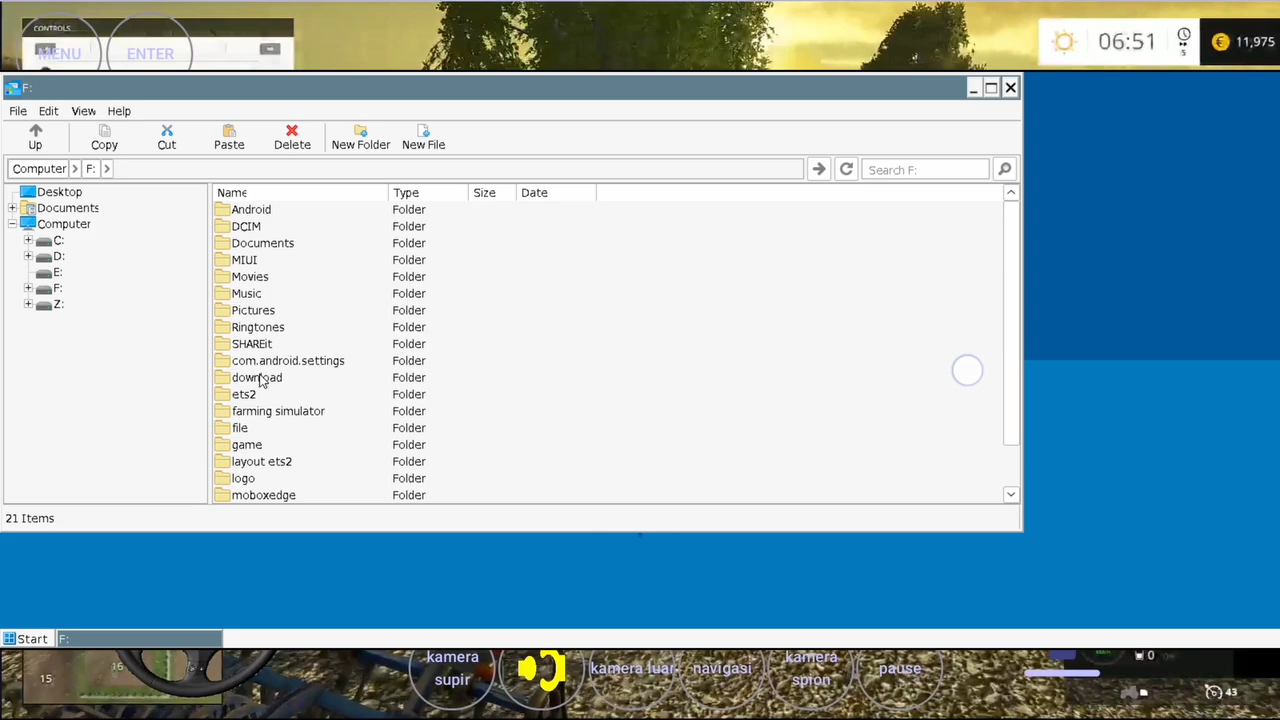 CONTROLS
MENU
ENTER
06:51
5
11,975
F:
File Edit View Help
Up Copy Cut Paste Delete New Folder New File
Computer F:
Search F:
Desktop
Documents
Computer
C:
D:
E:
F:
Z:
Name Type Size Date
Android Folder
DCIM Folder
Documents Folder
MIUI Folder
Movies Folder
Music Folder
Pictures Folder
Ringtones Folder
SHAREit Folder
com.android.settings Folder
download Folder
ets2 Folder
farming simulator Folder
file Folder
game Folder
layout ets2 Folder
logo Folder
moboxedge Folder
21 Items
Start F:
15
16
kamera supir
kamera luar
navigasi
kamera spion
pause
0
43